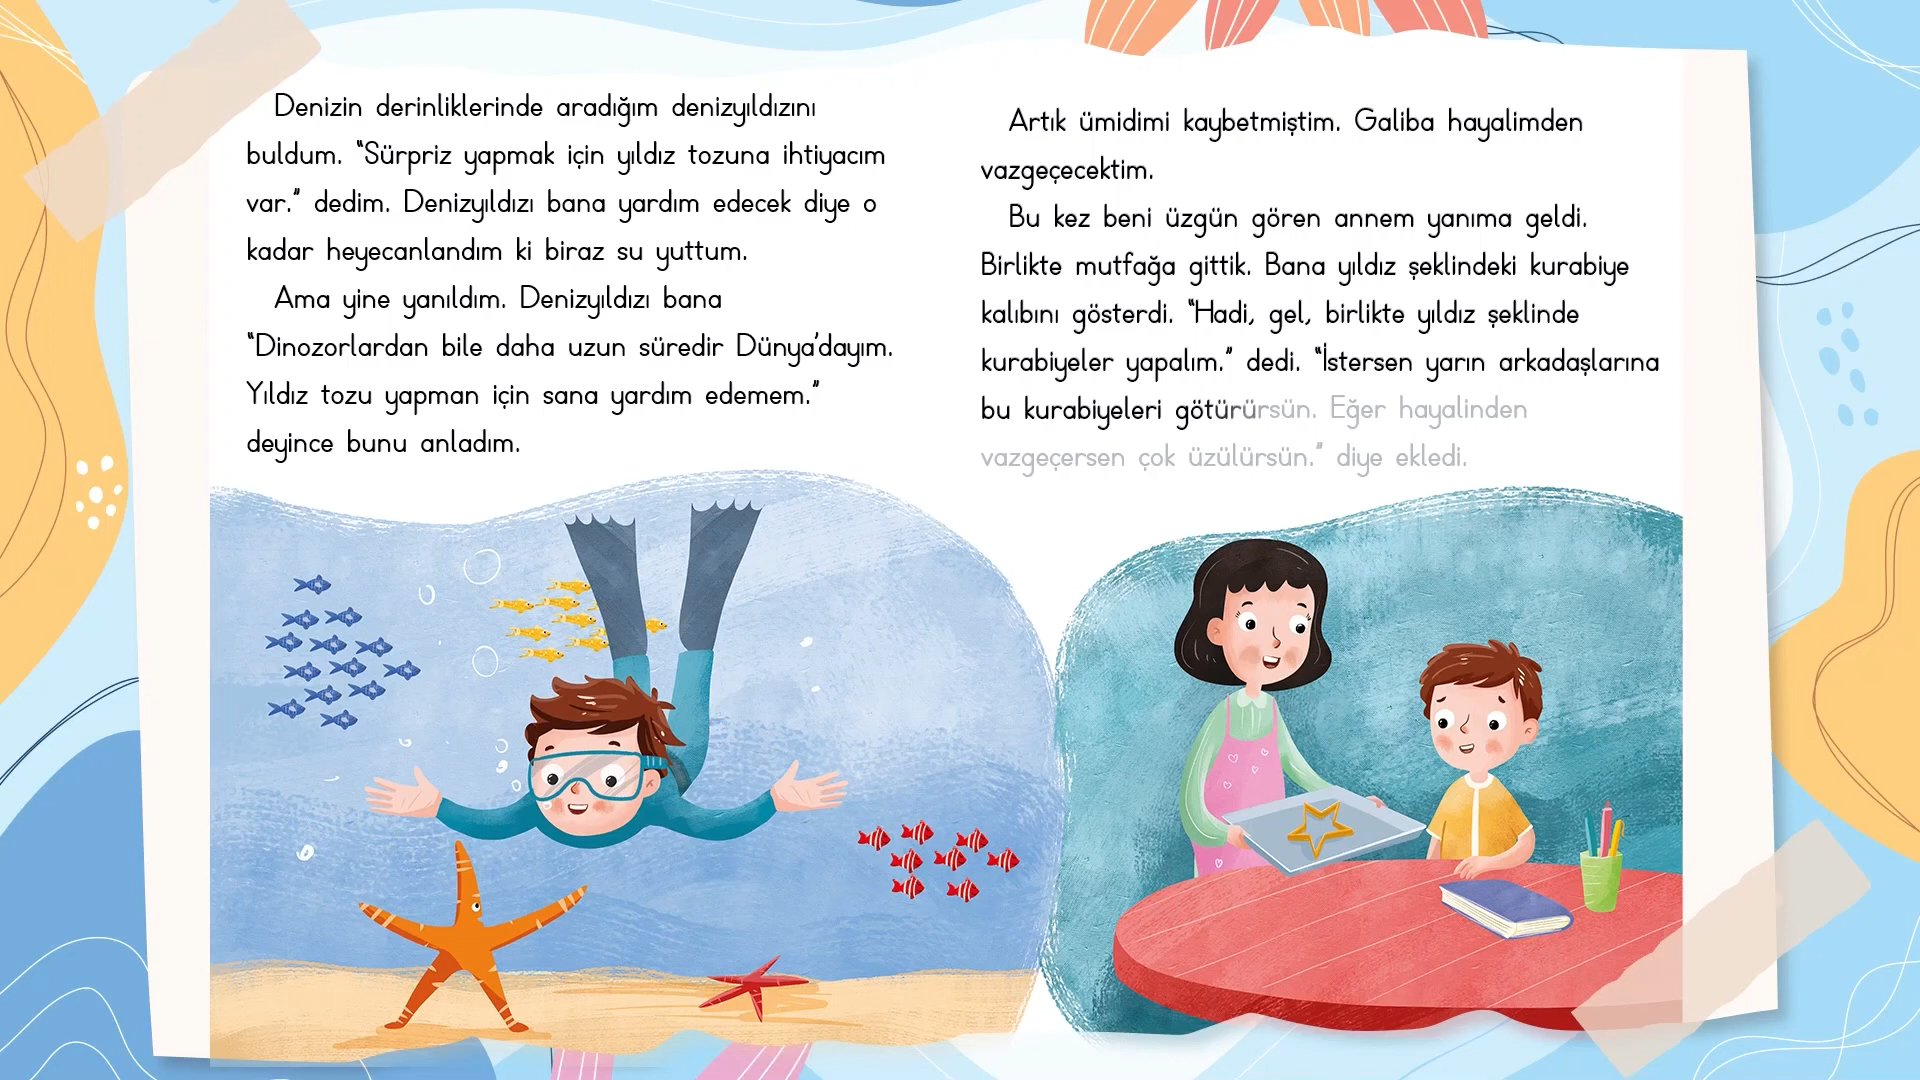 Denizin derinliklerinde aradığım denizyıldızını
buldum. “Sürpriz yapmak için yıldız tozuna ihtiyacım
var.” dedim. Denizyıldızı bana yardım edecek diye o
kadar heyecanlandım ki biraz su yuttum.
Ama yine yanıldım. Denizyıldızı bana
“Dinozorlardan bile daha uzun süredir Dünya’dayım.
Yıldız tozu yapman için sana yardım edemem.”
deyince bunu anladım.
Artık ümidimi kaybetmiştim. Galiba hayalimden
vazgeçecektim.
Bu kez beni üzgün gören annem yanıma geldi.
Birlikte mutfağa gittik. Bana yıldız şeklindeki kurabiye
kalıbını gösterdi. “Hadi, gel, birlikte yıldız şeklinde
kurabiyeler yapalım.” dedi. “İstersen yarın arkadaşlarına
bu kurabiyeleri götürürsün. Eğer hayalinden
vazgeçersen çok üzülürsün.” diye ekledi.